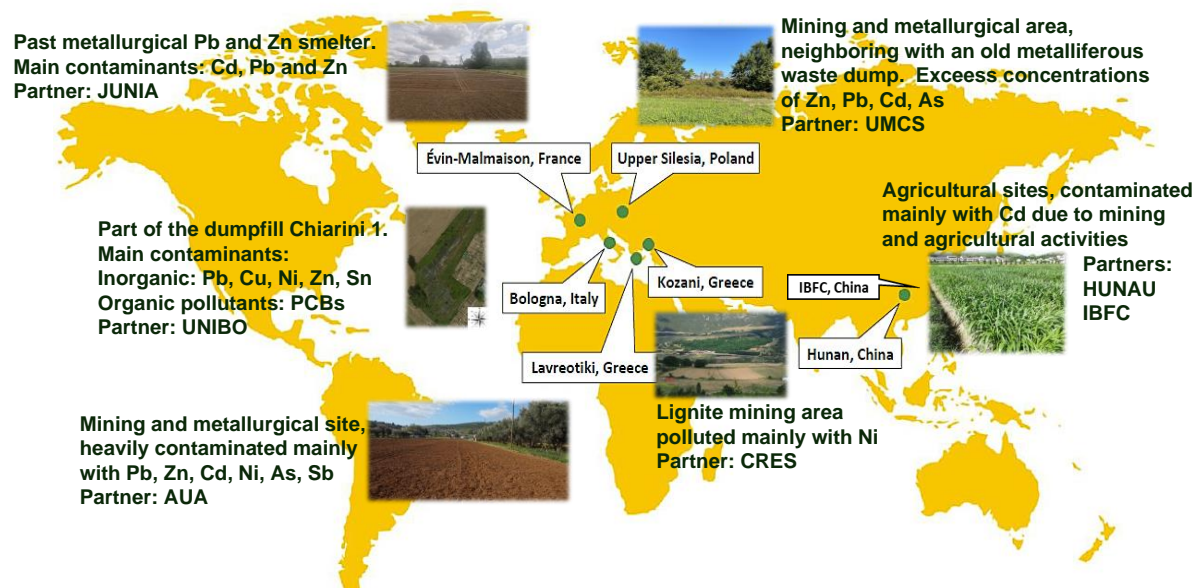 Past metallurgical Pb and Zn smelter.
Main contaminants: Cd, Pb and Zn
Partner: JUNIA
Mining and metallurgical area,
neighboring with an old metalliferous
waste dump.  Exceess concentrations
of Zn, Pb, Cd, As
Partner: UMCS
Évin-Malmaison, France
Upper Silesia, Poland
Agricultural sites, contaminated
mainly with Cd due to mining
and agricultural activities
Partners:
HUNAU
IBFC
Part of the dumpfill Chiarini 1.
Main contaminants:
Inorganic: Pb, Cu, Ni, Zn, Sn
Organic pollutants: PCBs
Partner: UNIBO
Bologna, Italy
Kozani, Greece
IBFC, China
Hunan, China
Lavreotiki, Greece
Mining and metallurgical site,
heavily contaminated mainly
with Pb, Zn, Cd, Ni, As, Sb
Partner: AUA
Lignite mining area
polluted mainly with Ni
Partner: CRES